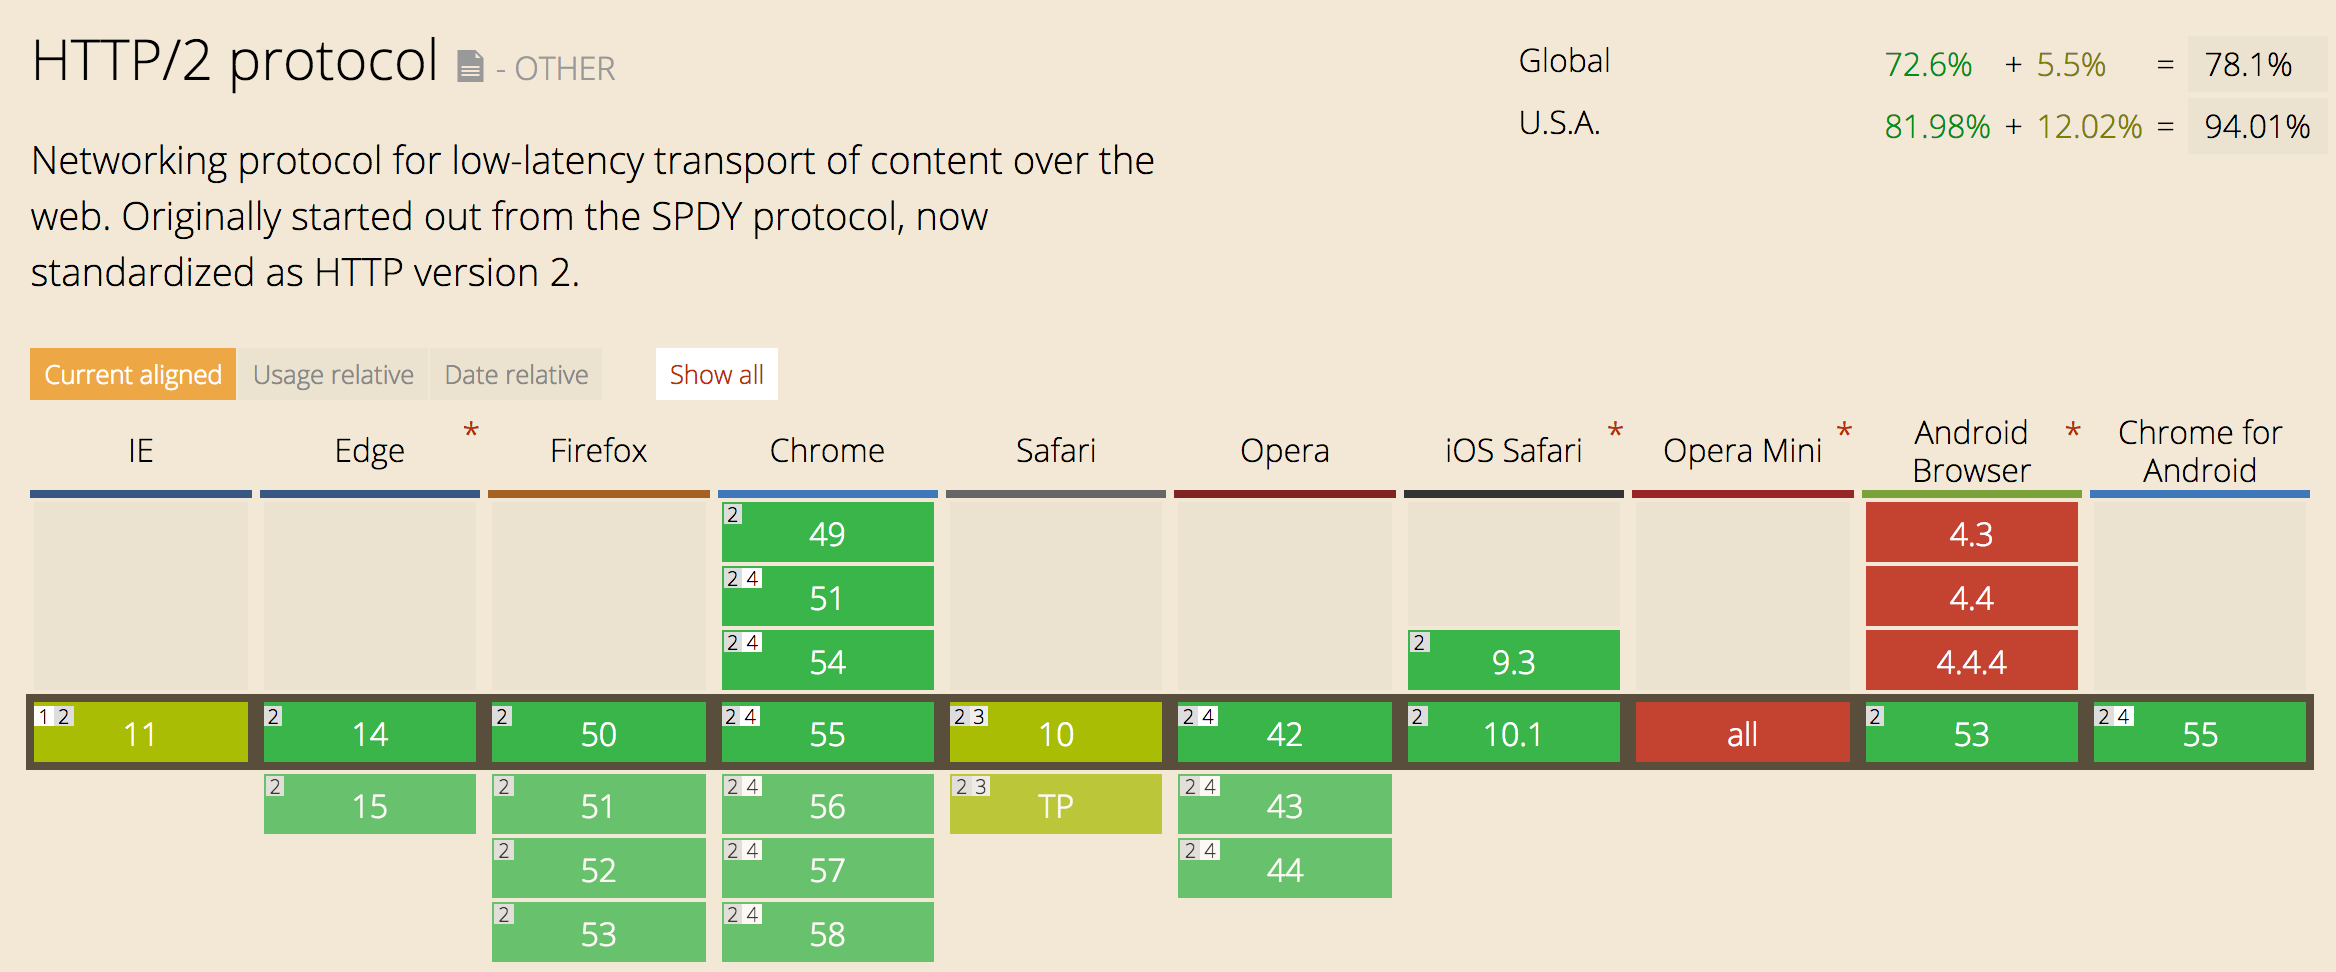 HTTP/2 protocol - OTHER
Global 72.6% + 5.5% = 78.1%
U.S.A. 81.98% + 12.02% = 94.01%
Networking protocol for low-latency transport of content over the
web. Originally started out from the SPDY protocol, now
standardized as HTTP version 2.
Current aligned Usage relative Date relative Show all
IE Edge * Firefox Chrome Safari Opera iOS Safari * Opera Mini * Android Browser * Chrome for Android
2 49 4.3
2 4 51 4.4
2 4 54 2 9.3 4.4.4
1 2 11 2 14 2 50 2 4 55 2 3 10 2 4 42 2 10.1 all 2 53 2 4 55
2 15 2 51 2 4 56 2 3 TP 2 4 43
2 52 2 4 57 2 4 44
2 53 2 4 58